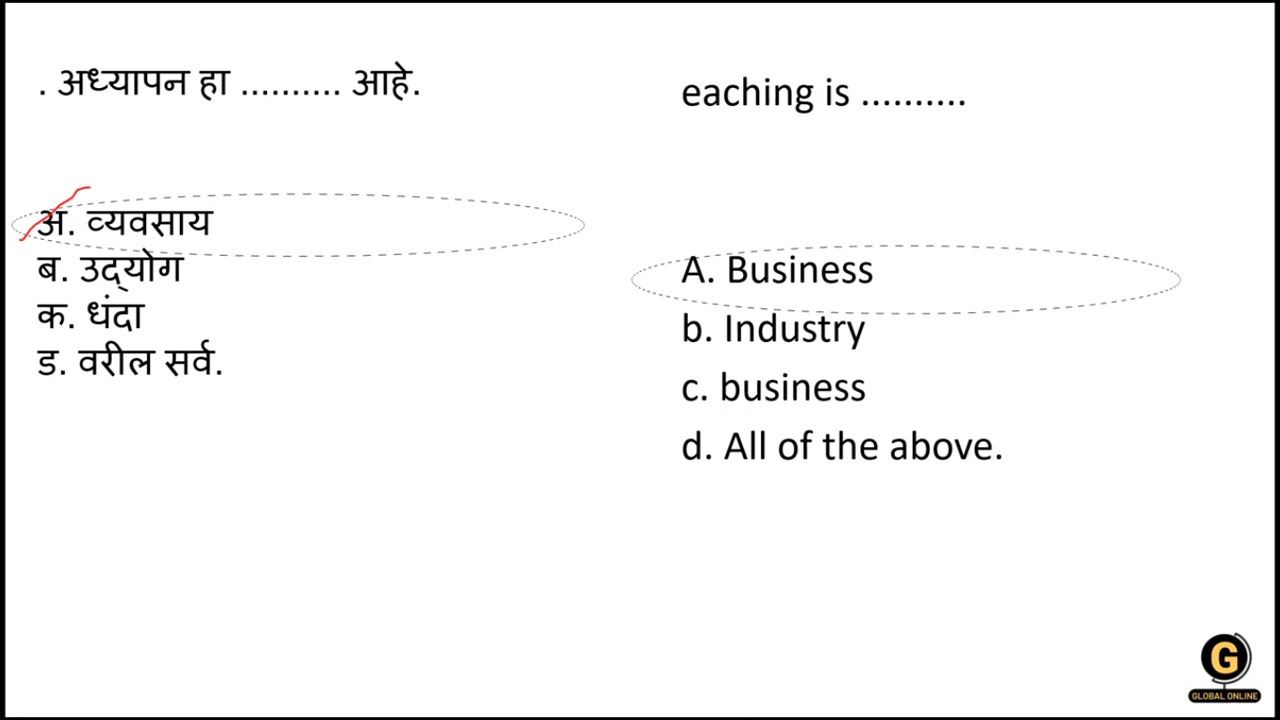 . अध्यापन हा .......... आहे.
अ. व्यवसाय
ब. उद्‌योग
क. धंदा
ड. वरील सर्व.
eaching is ..........
A. Business
b. Industry
c. business
d. All of the above.
G
GLOBAL ONLINE